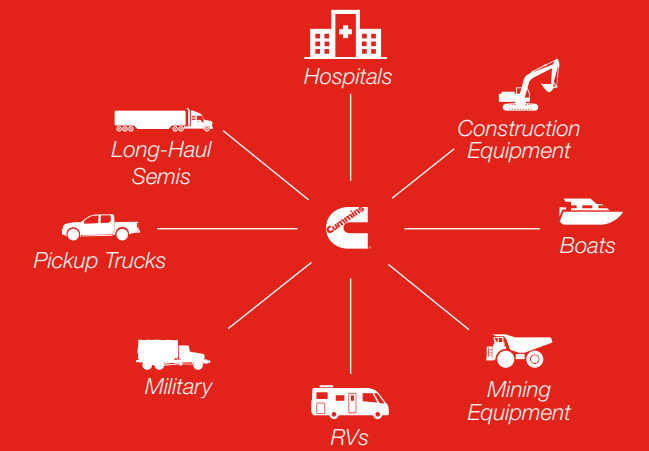 Hospitals
Construction
Equipment
Long-Haul
Semis
Cummins
Boats
Pickup Trucks
Military
Mining
Equipment
RVs